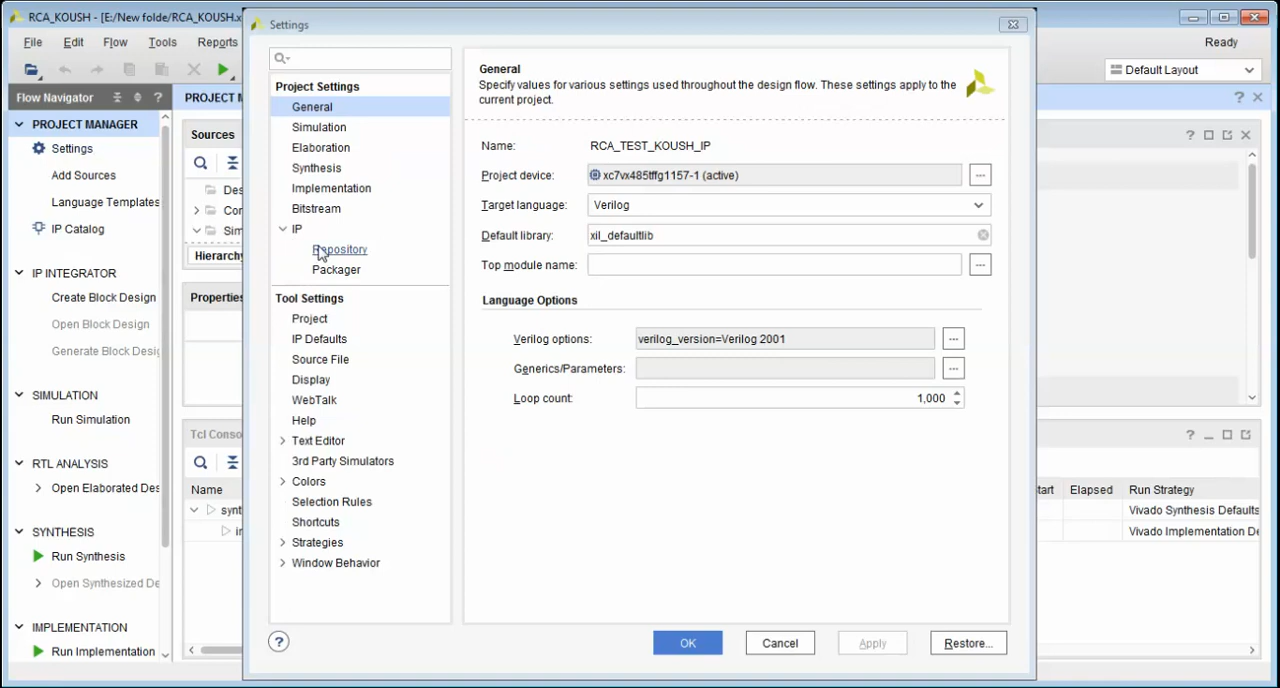 RCA_KOUSH - [E:/New folde/RCA_KOUSH.x
File Edit Flow Tools Reports
Ready
Default Layout
Flow Navigator ?
PROJECT MANAGER
Settings
Add Sources
Language Templates
IP Catalog
IP INTEGRATOR
Create Block Design
Open Block Design
Generate Block Desi
SIMULATION
Run Simulation
RTL ANALYSIS
Open Elaborated Des
SYNTHESIS
Run Synthesis
Open Synthesized De
IMPLEMENTATION
Run Implementation
PROJECT M
?
Sources
?
Des
Con
Sim
Hierarch
Properties
Tcl Conso
?
Name
synt
in
tart Elapsed Run Strategy
Vivado Synthesis Defaults
Vivado Implementation De
Settings
Project Settings
General
Simulation
Elaboration
Synthesis
Implementation
Bitstream
IP
Repository
Packager
Tool Settings
Project
IP Defaults
Source File
Display
WebTalk
Help
Text Editor
3rd Party Simulators
Colors
Selection Rules
Shortcuts
Strategies
Window Behavior
General
Specify values for various settings used throughout the design flow. These settings apply to the
current project.
Name: RCA_TEST_KOUSH_IP
Project device: xc7vx485tffg1157-1 (active) ...
Target language: Verilog
Default library: xil_defaultlib
Top module name: ...
Language Options
Verilog options: verilog_version=Verilog 2001 ...
Generics/Parameters: ...
Loop count: 1,000
?
OK
Cancel
Apply
Restore...